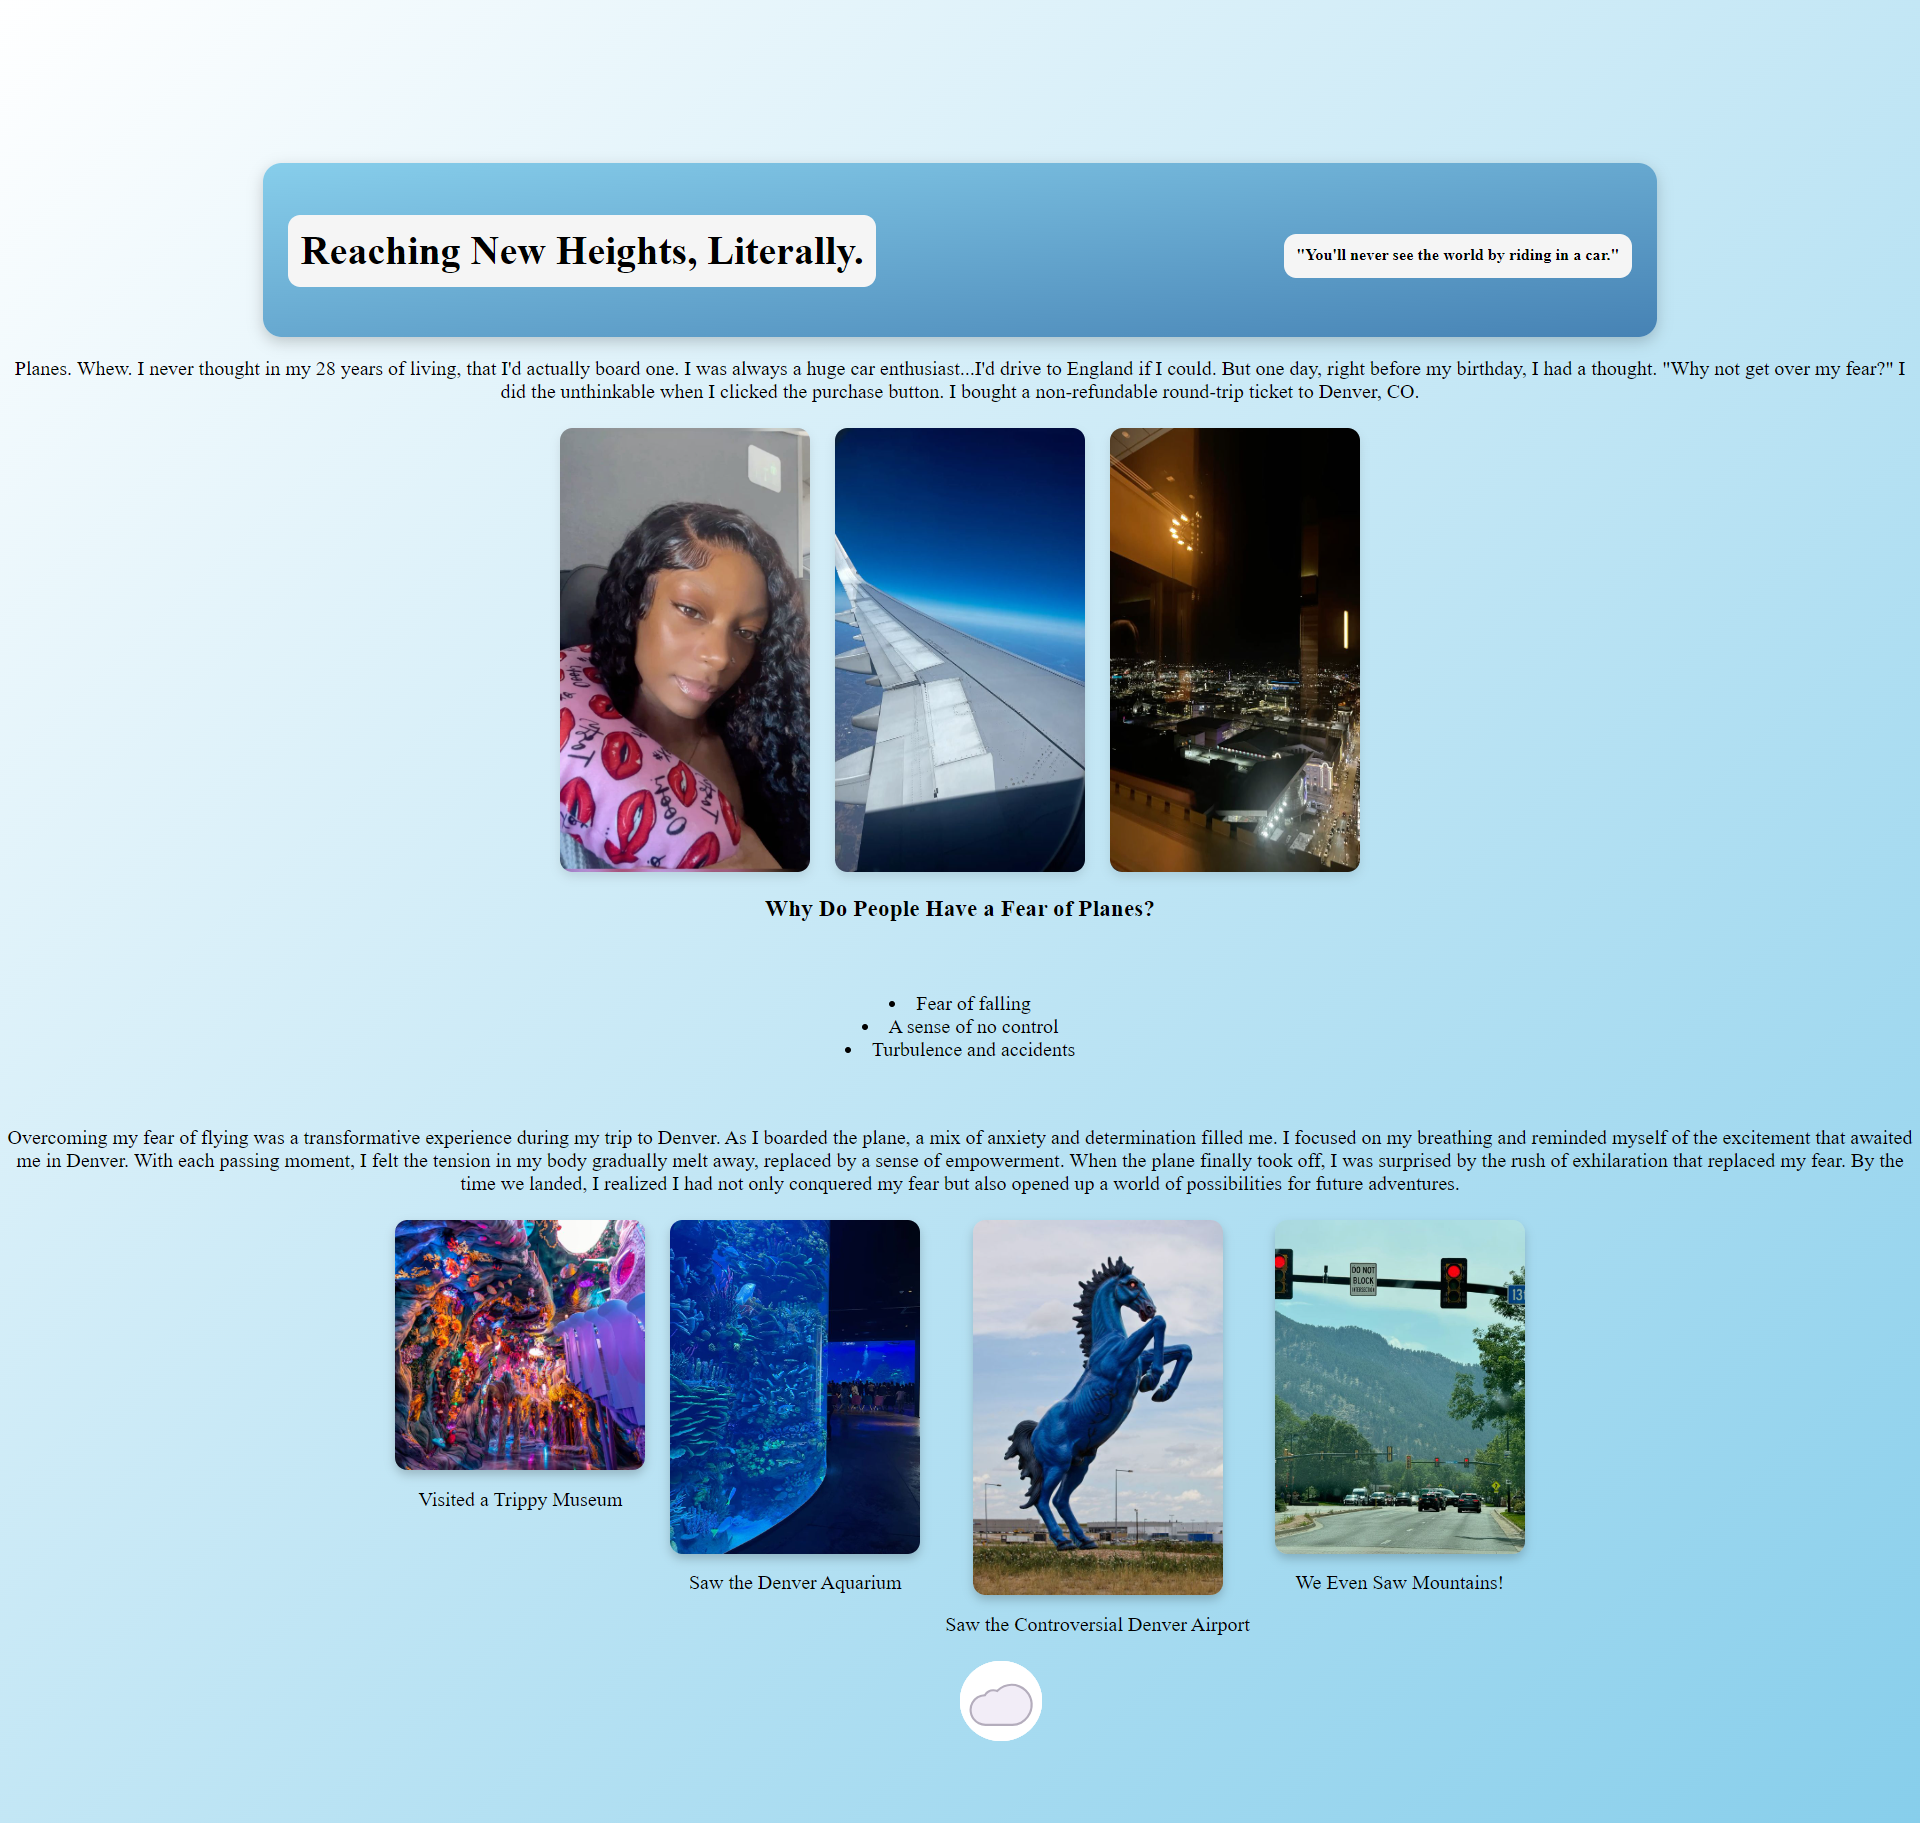 Reaching New Heights, Literally.
"You'll never see the world by riding in a car."
Planes. Whew. I never thought in my 28 years of living, that I'd actually board one. I was always a huge car enthusiast...I'd drive to England if I could. But one day, right before my birthday, I had a thought. "Why not get over my fear?" I
did the unthinkable when I clicked the purchase button. I bought a non-refundable round-trip ticket to Denver, CO.
Why Do People Have a Fear of Planes?
• Fear of falling
• A sense of no control
• Turbulence and accidents
Overcoming my fear of flying was a transformative experience during my trip to Denver. As I boarded the plane, a mix of anxiety and determination filled me. I focused on my breathing and reminded myself of the excitement that awaited
me in Denver. With each passing moment, I felt the tension in my body gradually melt away, replaced by a sense of empowerment. When the plane finally took off, I was surprised by the rush of exhilaration that replaced my fear. By the
time we landed, I realized I had not only conquered my fear but also opened up a world of possibilities for future adventures.
DO NOT
BLOCK
INTERSECTION
13
Visited a Trippy Museum
Saw the Denver Aquarium
We Even Saw Mountains!
Saw the Controversial Denver Airport